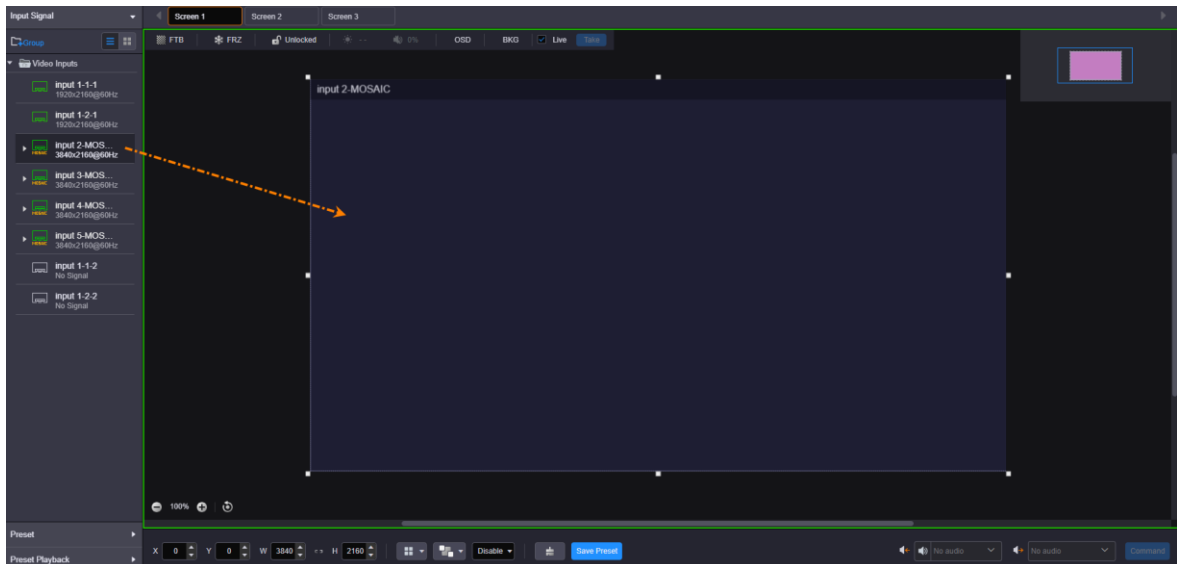 Input Signal
Screen 1
Screen 2
Screen 3
Group
FTB
FRZ
Unlocked
--
0%
OSD
BKG
Live
Take
Video Inputs
input 1-1-1
1920x2160@60Hz
input 1-2-1
1920x2160@60Hz
input 2-MOS...
3840x2160@60Hz
input 3-MOS...
3840x2160@60Hz
input 4-MOS...
3840x2160@60Hz
input 5-MOS...
3840x2160@60Hz
input 1-1-2
No Signal
input 1-2-2
No Signal
input 2-MOSAIC
100%
Preset
Preset Playback
X 0 Y 0 W 3840 H 2160
Disable
Save Preset
No audio
No audio
Command